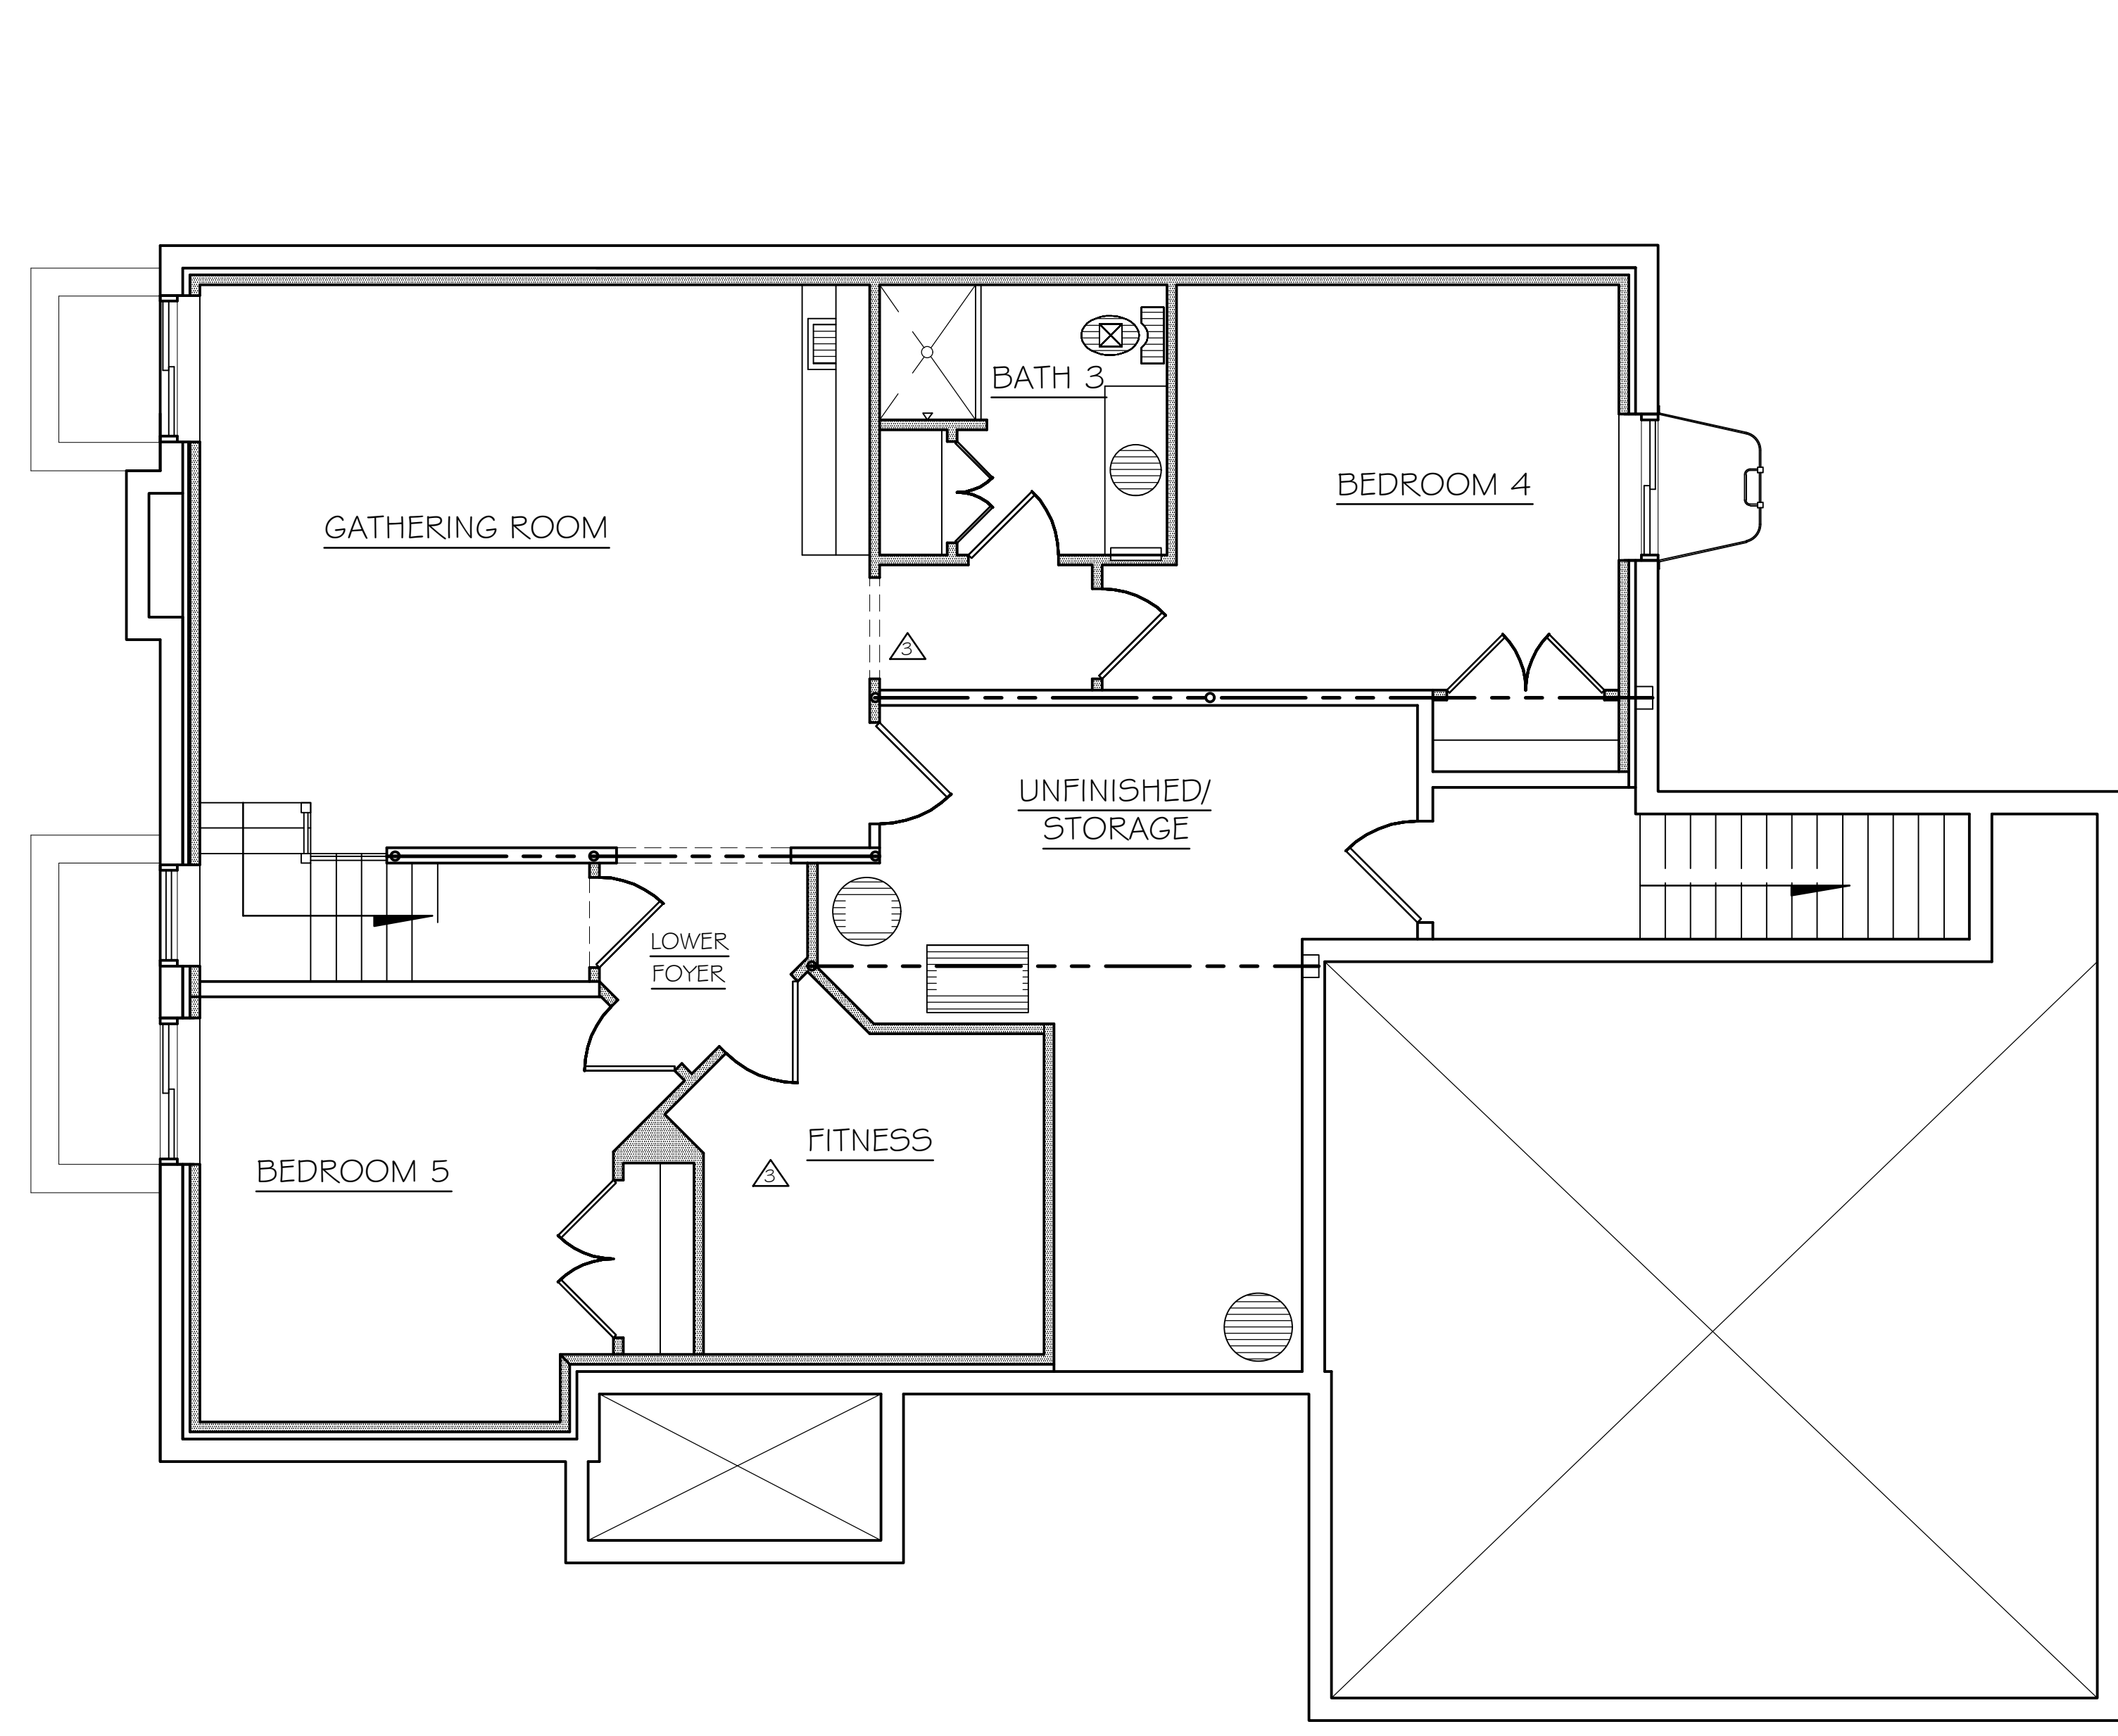 BATH 3
BEDROOM 4
GATHERING ROOM
3
UNFINISHED/
STORAGE
LOWER
FOYER
FITNESS
3
BEDROOM 5